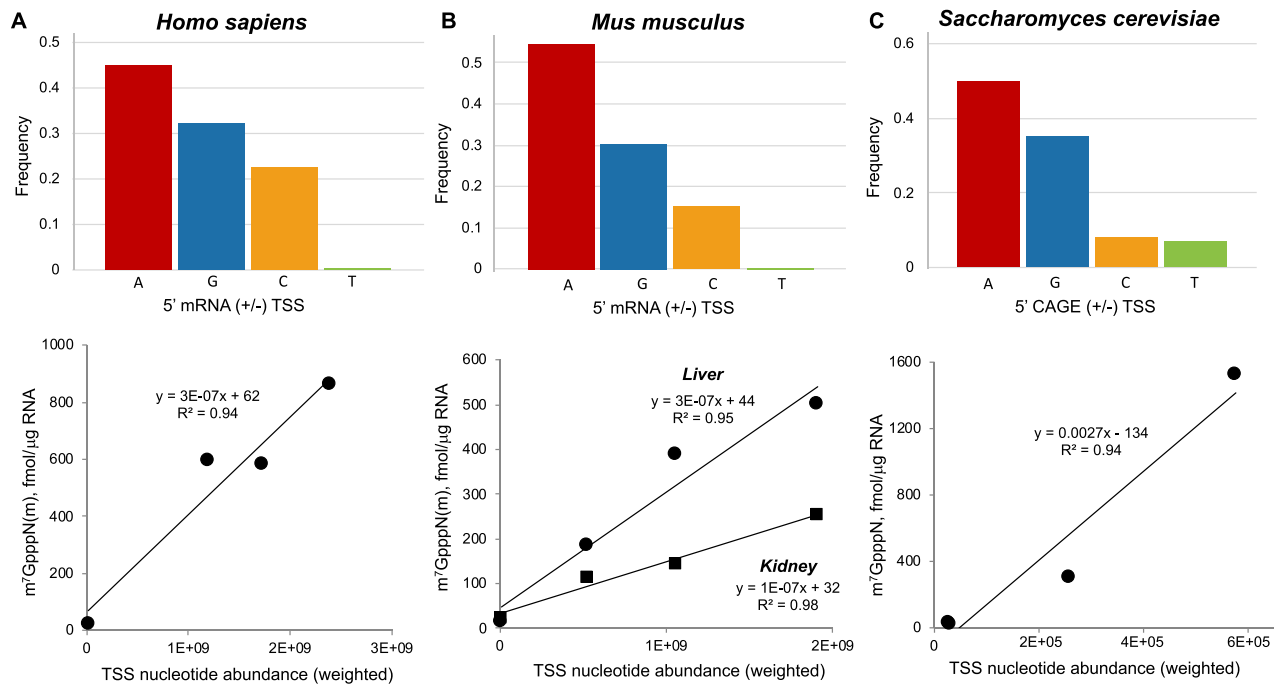 A
Homo sapiens
Frequency
0.5
0.4
0.3
0.2
0.1
0
A G C T
5' mRNA (+/-) TSS
B
Mus musculus
Frequency
0.5
0.4
0.3
0.2
0.1
0
A G C T
5' mRNA (+/-) TSS
C
Saccharomyces cerevisiae
Frequency
0.6
0.4
0.2
0
A G C T
5' CAGE (+/-) TSS
m⁷GpppN(m), fmol/µg RNA
1000
800
600
400
200
0
y = 3E-07x + 62
R² = 0.94
0 1E+09 2E+09 3E+09
TSS nucleotide abundance (weighted)
m⁷GpppN(m), fmol/µg RNA
600
500
400
300
200
100
0
Liver
y = 3E-07x + 44
R² = 0.95
Kidney
y = 1E-07x + 32
R² = 0.98
0 1E+09 2E+09
TSS nucleotide abundance (weighted)
m⁷GpppN, fmol/µg RNA
1600
1200
800
400
0
y = 0.0027x - 134
R² = 0.94
2E+05 4E+05 6E+05
TSS nucleotide abundance (weighted)